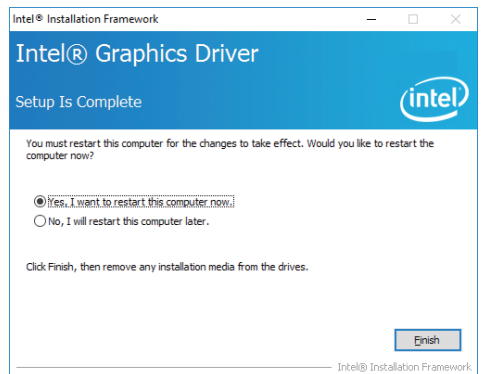 Intel® Installation Framework
Intel® Graphics Driver
Setup Is Complete
intel
You must restart this computer for the changes to take effect. Would you like to restart the
computer now?
Yes, I want to restart this computer now.
No, I will restart this computer later.
Click Finish, then remove any installation media from the drives.
Finish
Intel® Installation Framework